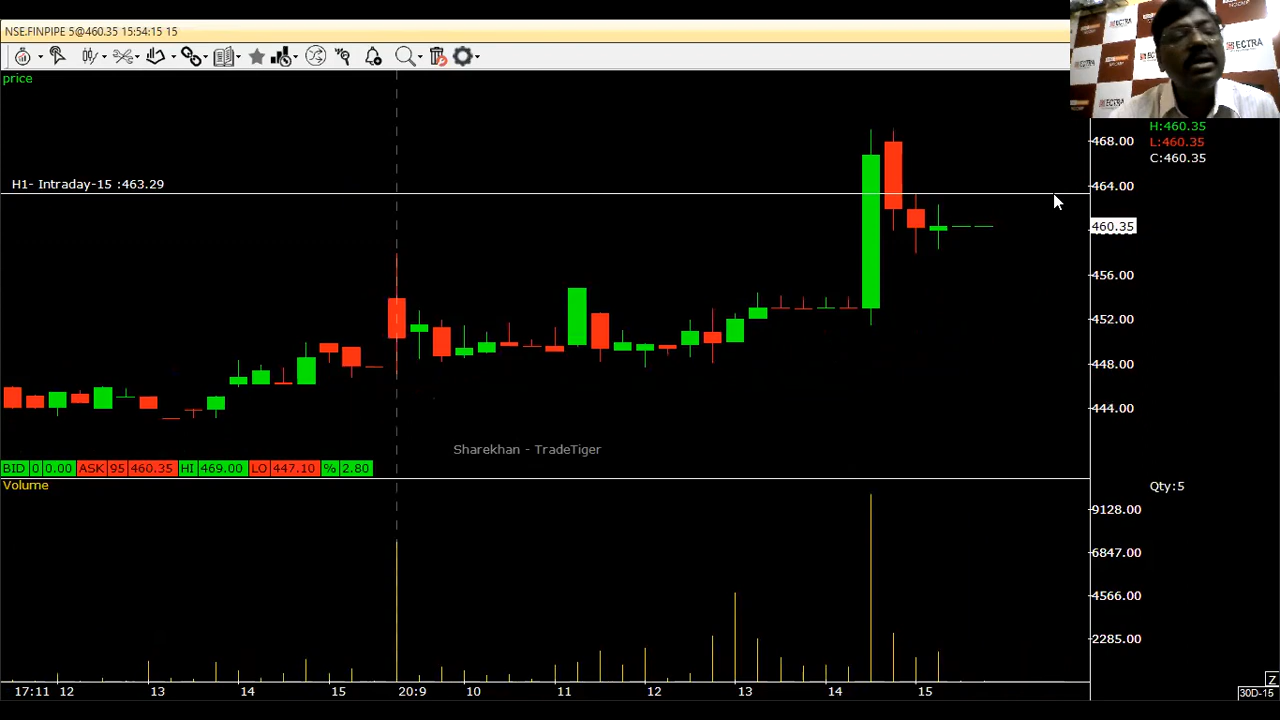 NSE.FINPIPE 5@460.35 15:54:15 15
price
H:460.35
L:460.35
C:460.35
468.00
H1- Intraday-15 :463.29
464.00
460.35
456.00
452.00
448.00
444.00
Sharekhan - TradeTiger
BID 0 0.00 ASK 95 460.35 HI 469.00 LO 447.10 % 2.80
Volume
Qty:5
9128.00
6847.00
4566.00
2285.00
17:11 12 13 14 15 20:9 10 11 12 13 14 15
Z
30D-15
ECTRA
ECTRA
ECTRA